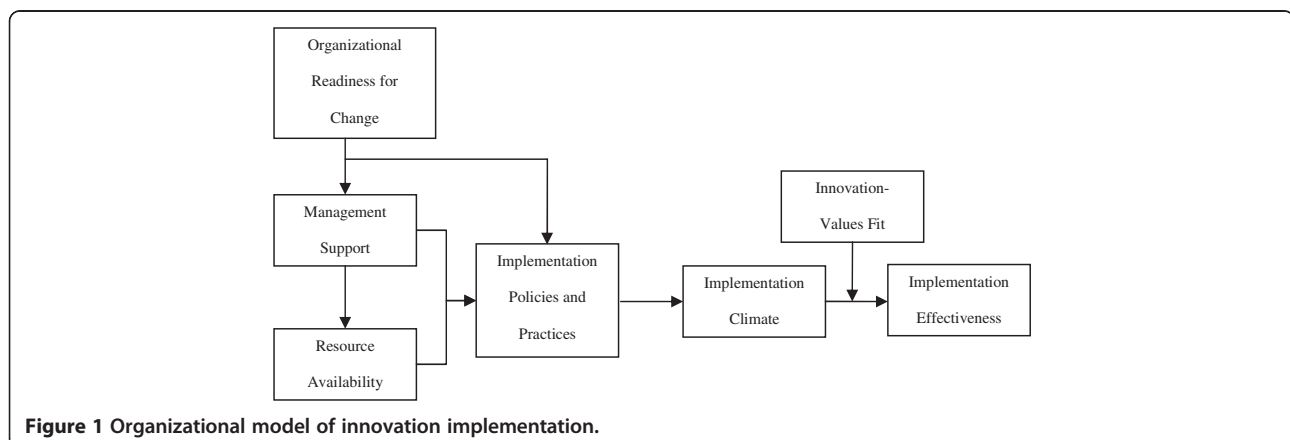 Organizational
Readiness for
Change
Management
Support
Resource
Availability
Implementation
Policies and
Practices
Implementation
Climate
Innovation-
Values Fit
Implementation
Effectiveness
Figure 1 Organizational model of innovation implementation.